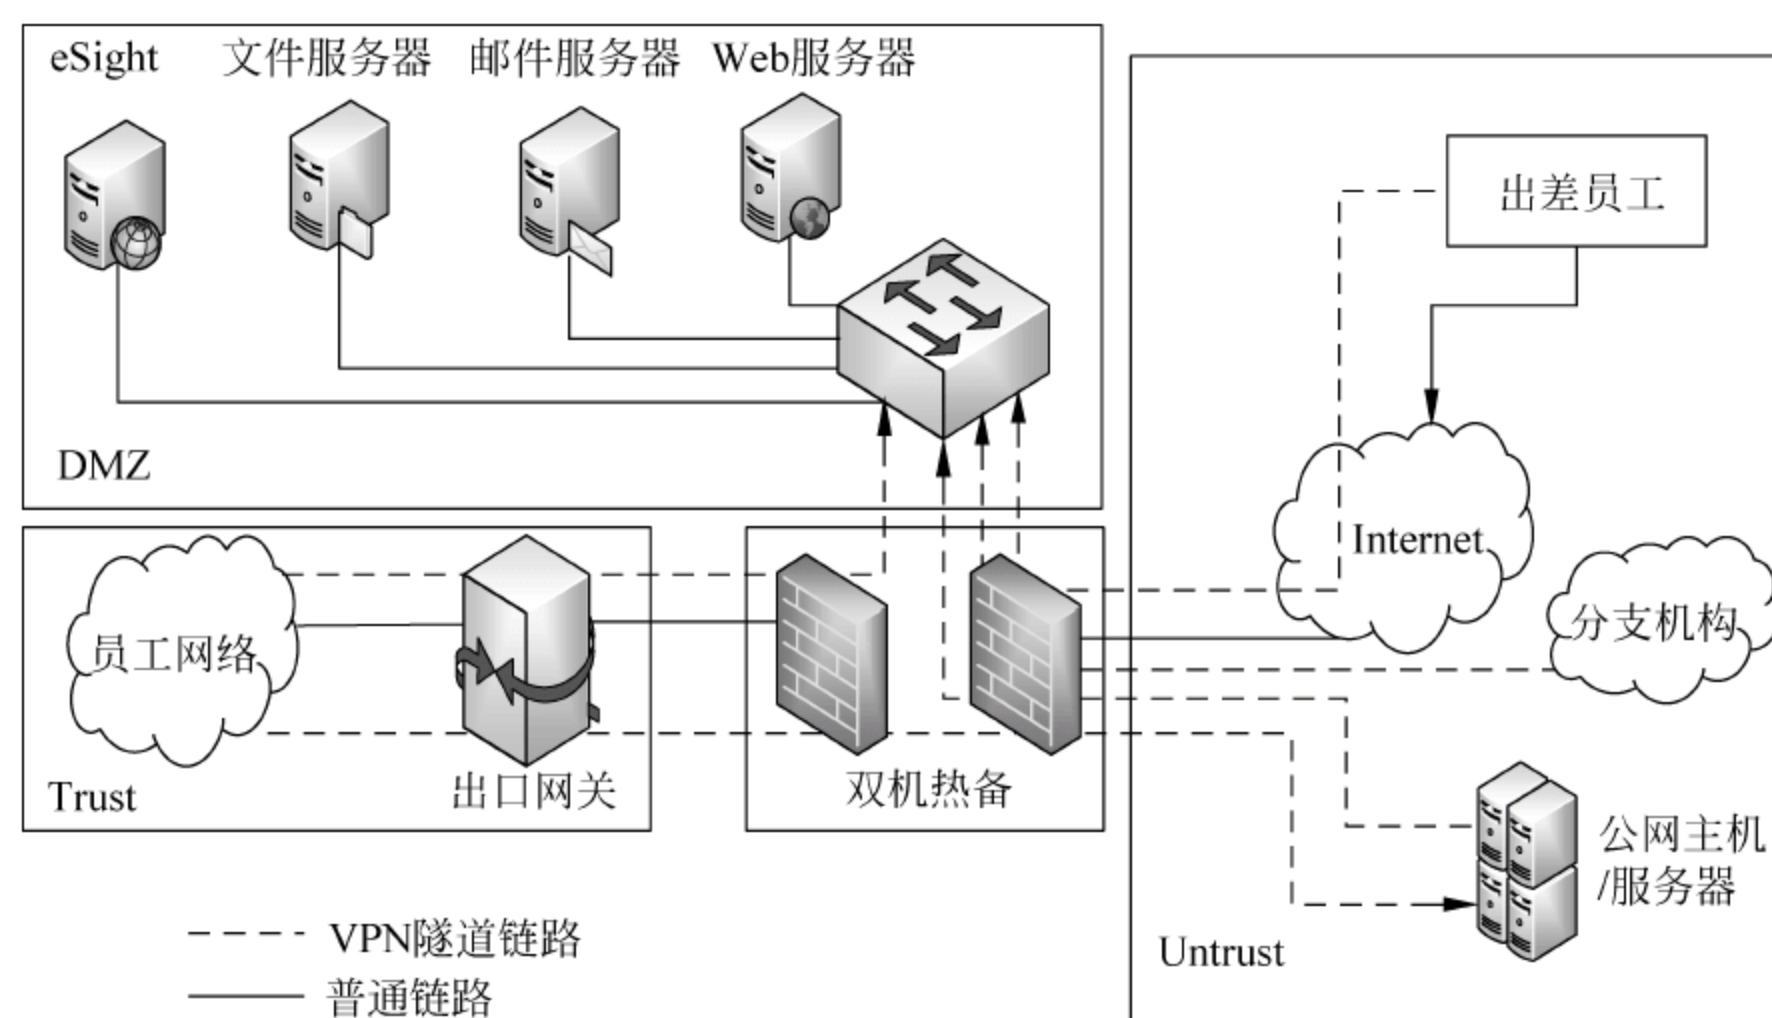 eSight
文件服务器
邮件服务器
Web服务器
DMZ
出差员工
Internet
分支机构
员工网络
Trust
出口网关
双机热备
公网主机
/服务器
Untrust
VPN隧道链路
普通链路